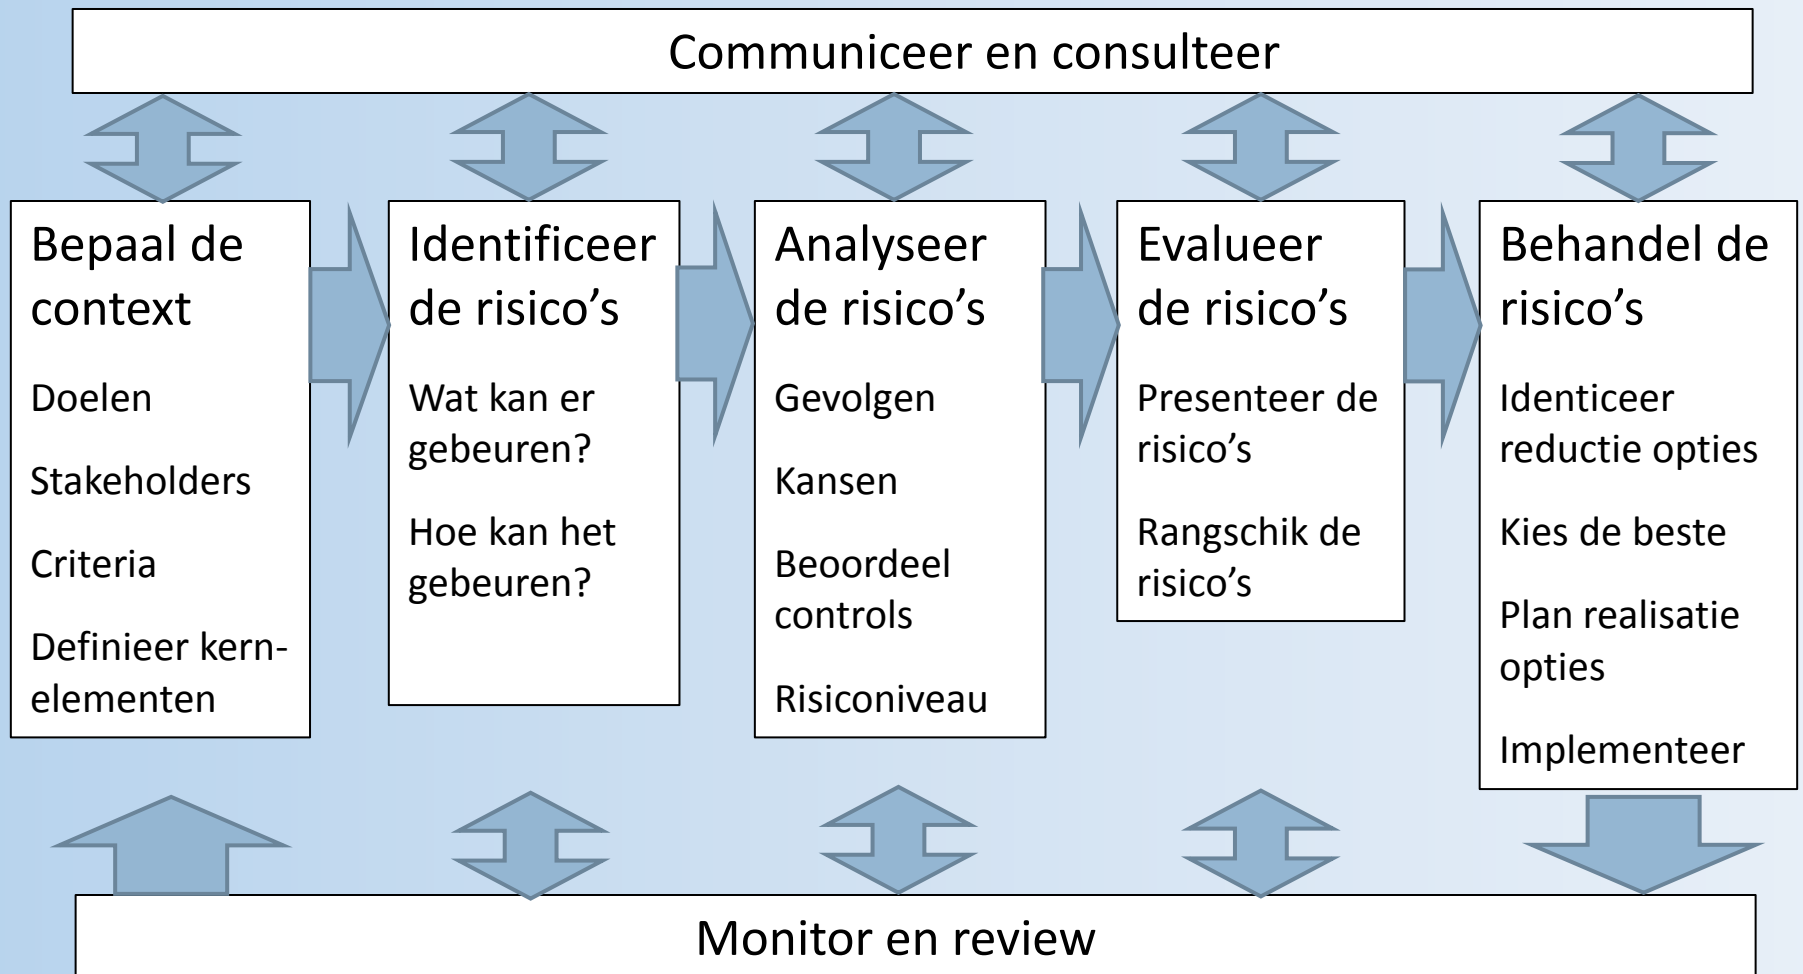 Communiceer en consulteer
Bepaal de
context
Doelen
Stakeholders
Criteria
Definieer kern-
elementen
Identificeer
de risico's
Wat kan er
gebeuren?
Hoe kan het
gebeuren?
Analyseer
de risico's
Gevolgen
Kansen
Beoordeel
controls
Risiconiveau
Evalueer
de risico's
Presenteer de
risico's
Rangschik de
risico's
Behandel de
risico's
Identiceer
reductie opties
Kies de beste
Plan realisatie
opties
Implementeer
Monitor en review